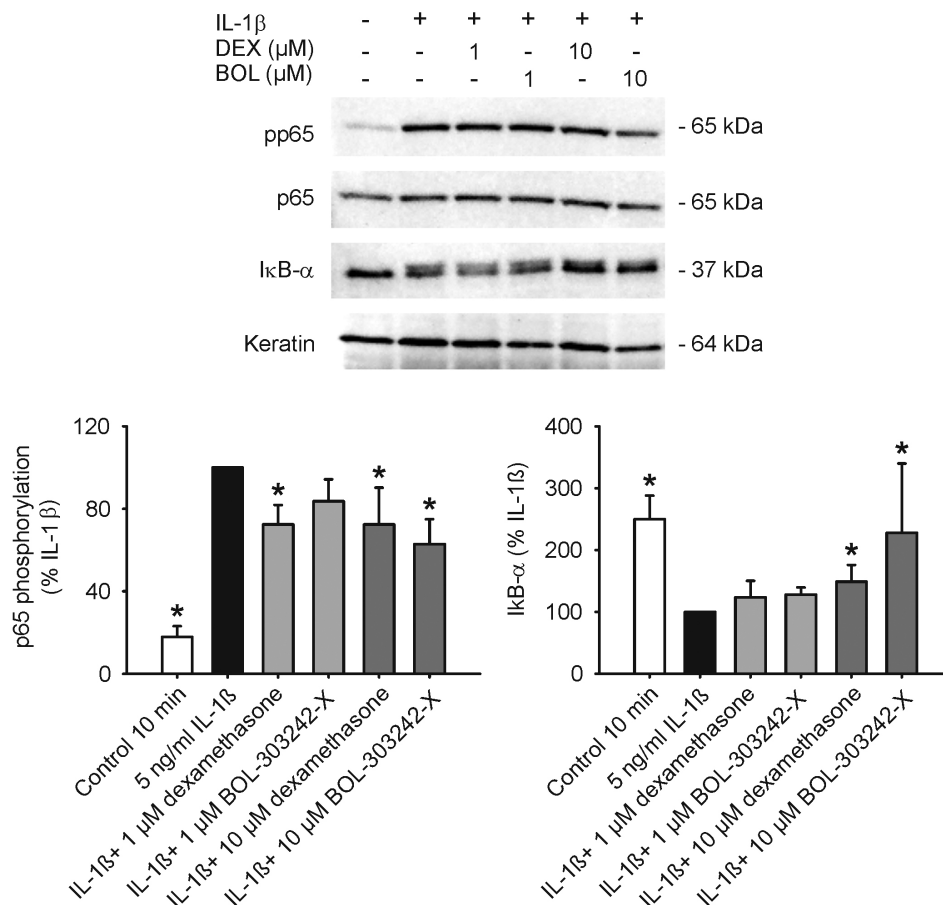 IL-1β - + + + + +
DEX (µM) - - 1 - 10 -
BOL (µM) - - - 1 - 10
pp65 - 65 kDa
p65 - 65 kDa
IκB-α - 37 kDa
Keratin - 64 kDa
p65 phosphorylation
(% IL-1β)
120
80
40
0
*
*
*
*
Control 10 min
5 ng/ml IL-1ß
IL-1ß+ 1 µM dexamethasone
IL-1ß+ 1 µM BOL-303242-X
IL-1ß+ 10 µM dexamethasone
IL-1ß+ 10 µM BOL-303242-X
IkB-α (% IL-1ß)
400
300
200
100
0
*
*
*
Control 10 min
5 ng/ml IL-1ß
IL-1ß+ 1 µM dexamethasone
IL-1ß+ 1 µM BOL-303242-X
IL-1ß+ 10 µM dexamethasone
IL-1ß+ 10 µM BOL-303242-X